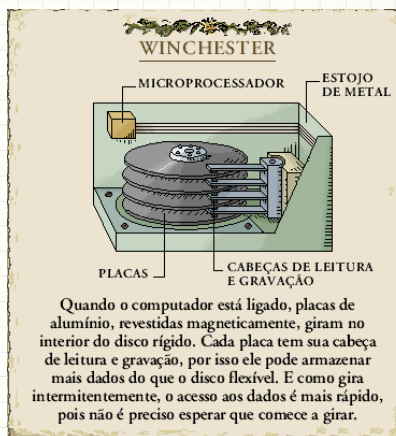 WINCHESTER
MICROPROCESSADOR
ESTOJO
DE METAL
PLACAS
CABEÇAS DE LEITURA
E GRAVAÇÃO
Quando o computador está ligado, placas de
alumínio, revestidas magneticamente, giram no
interior do disco rígido. Cada placa tem sua cabeça
de leitura e gravação, por isso ele pode armazenar
mais dados do que o disco flexível. E como gira
intermitentemente, o acesso aos dados é mais rápido,
pois não é preciso esperar que comece a girar.